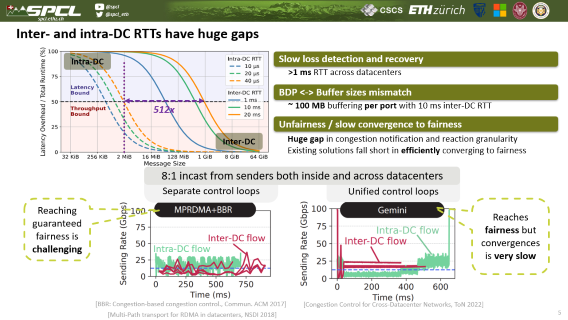 SPCL
spcl.ethz.ch
@spcl
@spcl_eth
CSCS
ETH zürich
Inter- and intra-DC RTTs have huge gaps
Latency Overhead / Total Runtime (%)
100
75
50
25
0
Intra-DC
Latency
Bound
Throughput
Bound
512x
Intra-DC RTT
10 μs
20 μs
40 μs
Inter-DC RTT
1 ms
10 ms
20 ms
Inter-DC
32 KiB
256 KiB
2 MiB
16 MiB
128 MiB
1 GiB
8 GiB
64 GiB
Message Size
Slow loss detection and recovery
>1 ms RTT across datacenters
BDP <-> Buffer sizes mismatch
~ 100 MB buffering per port with 10 ms inter-DC RTT
Unfairness / slow convergence to fairness
Huge gap in congestion notification and reaction granularity
Existing solutions fall short in efficiently converging to fairness
8:1 incast from senders both inside and across datacenters
Separate control loops
Unified control loops
Reaching
guaranteed
fairness is
challenging
Sending Rate (Gbps)
100
75
50
25
0
MPRDMA+BBR
Inter-DC flow
Intra-DC flow
0
250
500
750
Time (ms)
Sending Rate (Gbps)
100
75
50
25
0
Gemini
Intra-DC flow
Inter-DC flow
0
200
400
600
Time (ms)
Reaches
fairness but
convergences
is very slow
[BBR: Congestion-based congestion control,, Commun. ACM 2017]
[Congestion Control for Cross-Datacenter Networks, ToN 2022]
[Multi-Path transport for RDMA in datacenters, NSDI 2018]
5